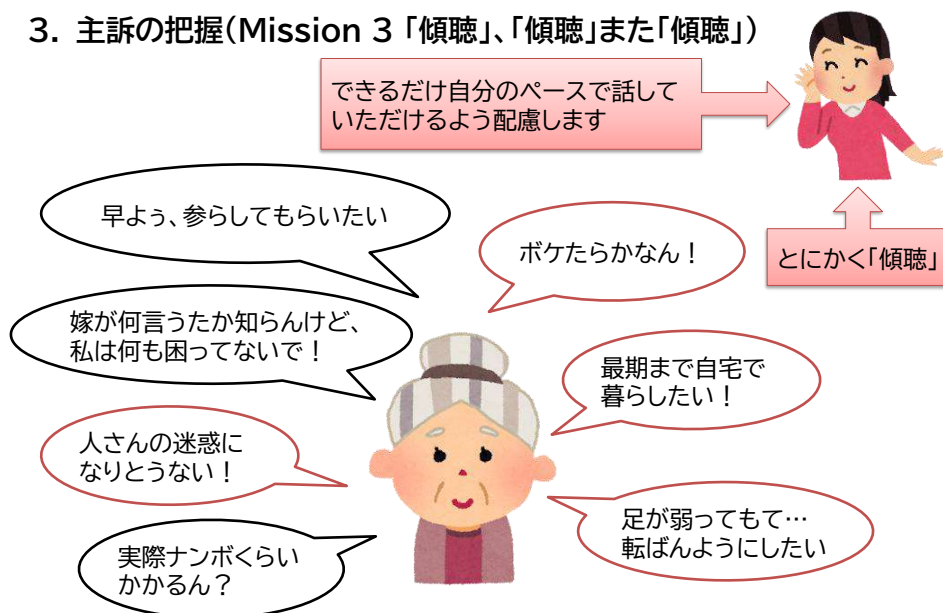 3. 主訴の把握(Mission 3 「傾聴」、「傾聴」また「傾聴」)
できるだけ自分のペースで話して
いただけるよう配慮します
とにかく「傾聴」
早よぅ、参らしてもらいたい
ボケたらかなん!
嫁が何言うたか知らんけど、
私は何も困ってないで!
最期まで自宅で
暮らしたい!
人さんの迷惑に
なりとうない!
足が弱ってもて…
転ばんようにしたい
実際ナンボくらい
かかるん?